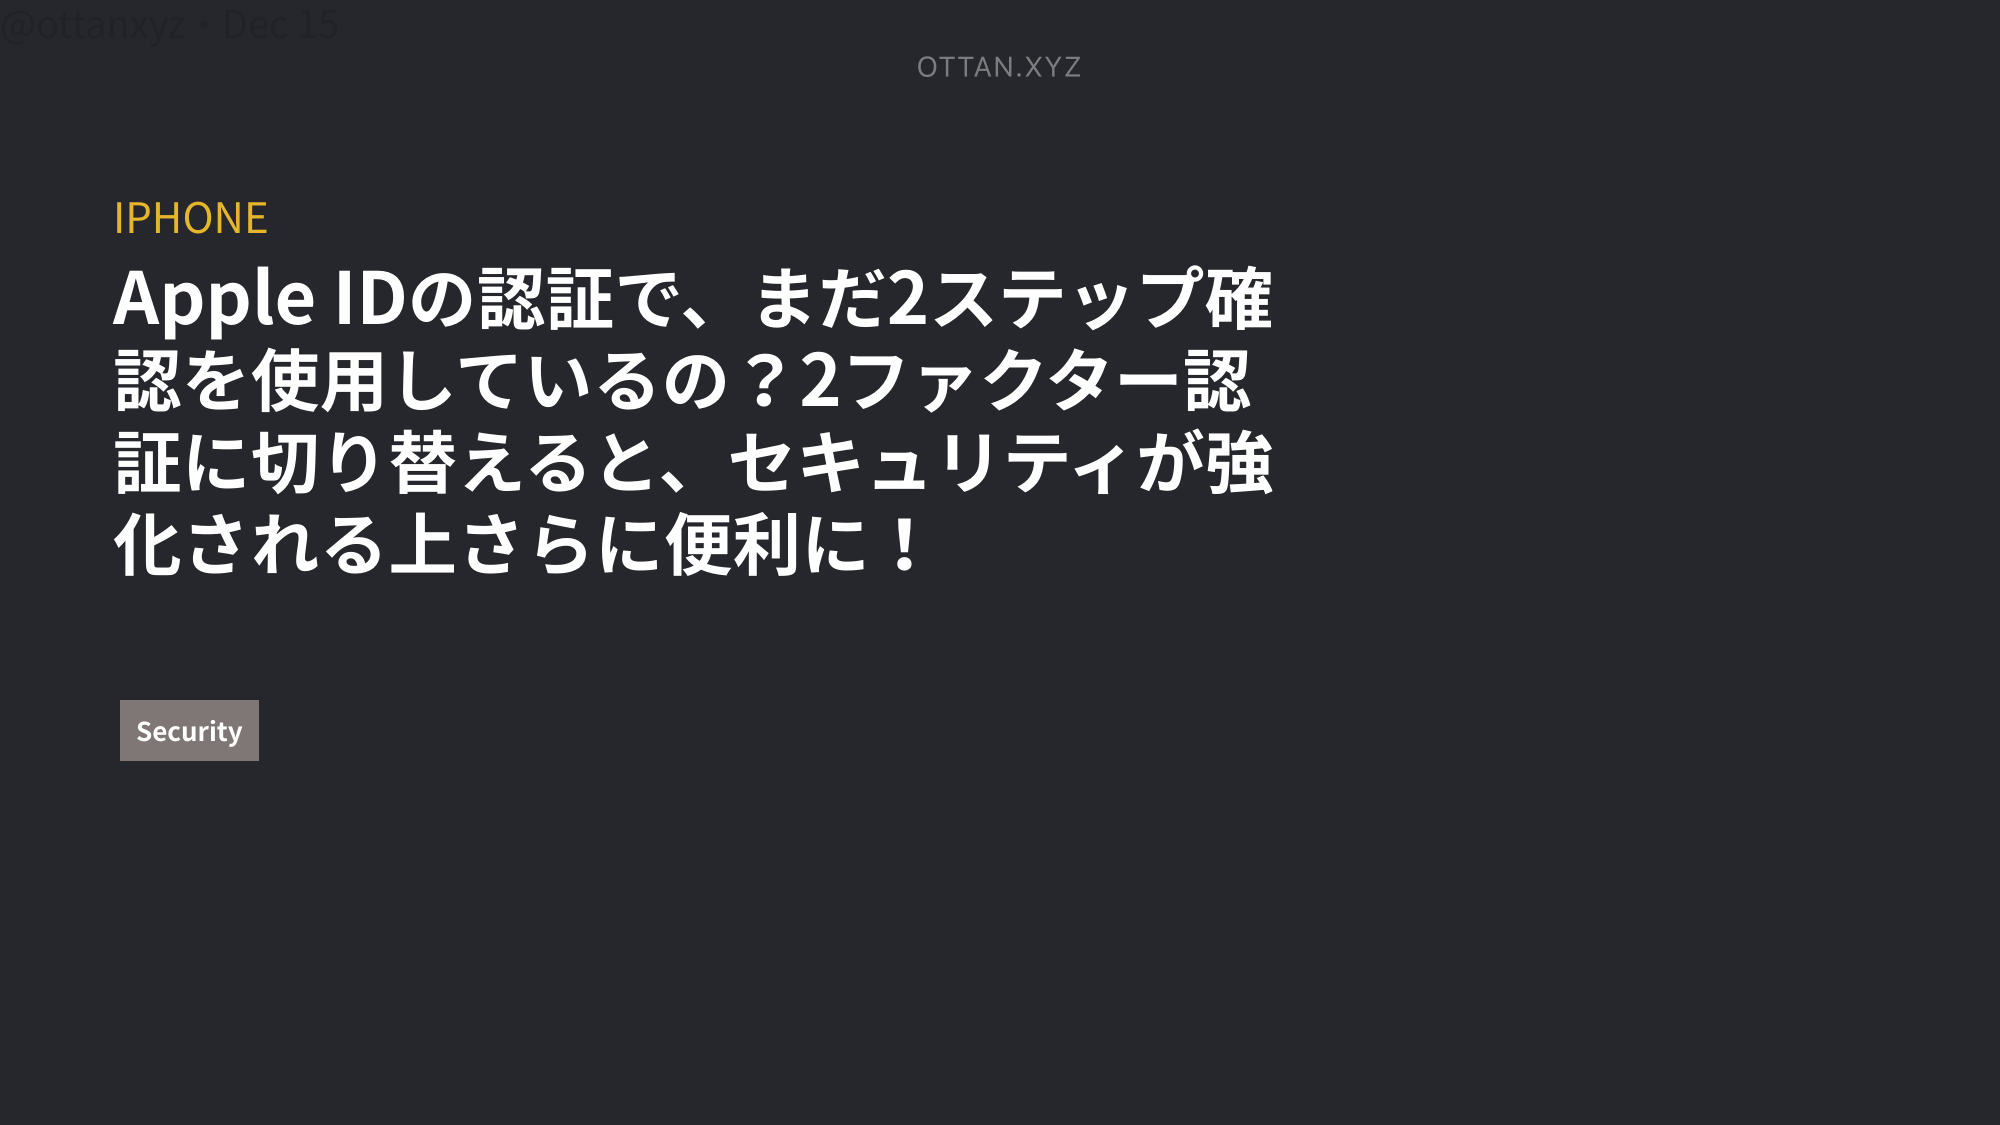 @ottanxyz・Dec 15
OTTAN.XYZ
IPHONE
Apple IDの認証で、まだ2ステップ確
認を使用しているの？2ファクター認
証に切り替えると、セキュリティが強
化される上さらに便利に！
Security